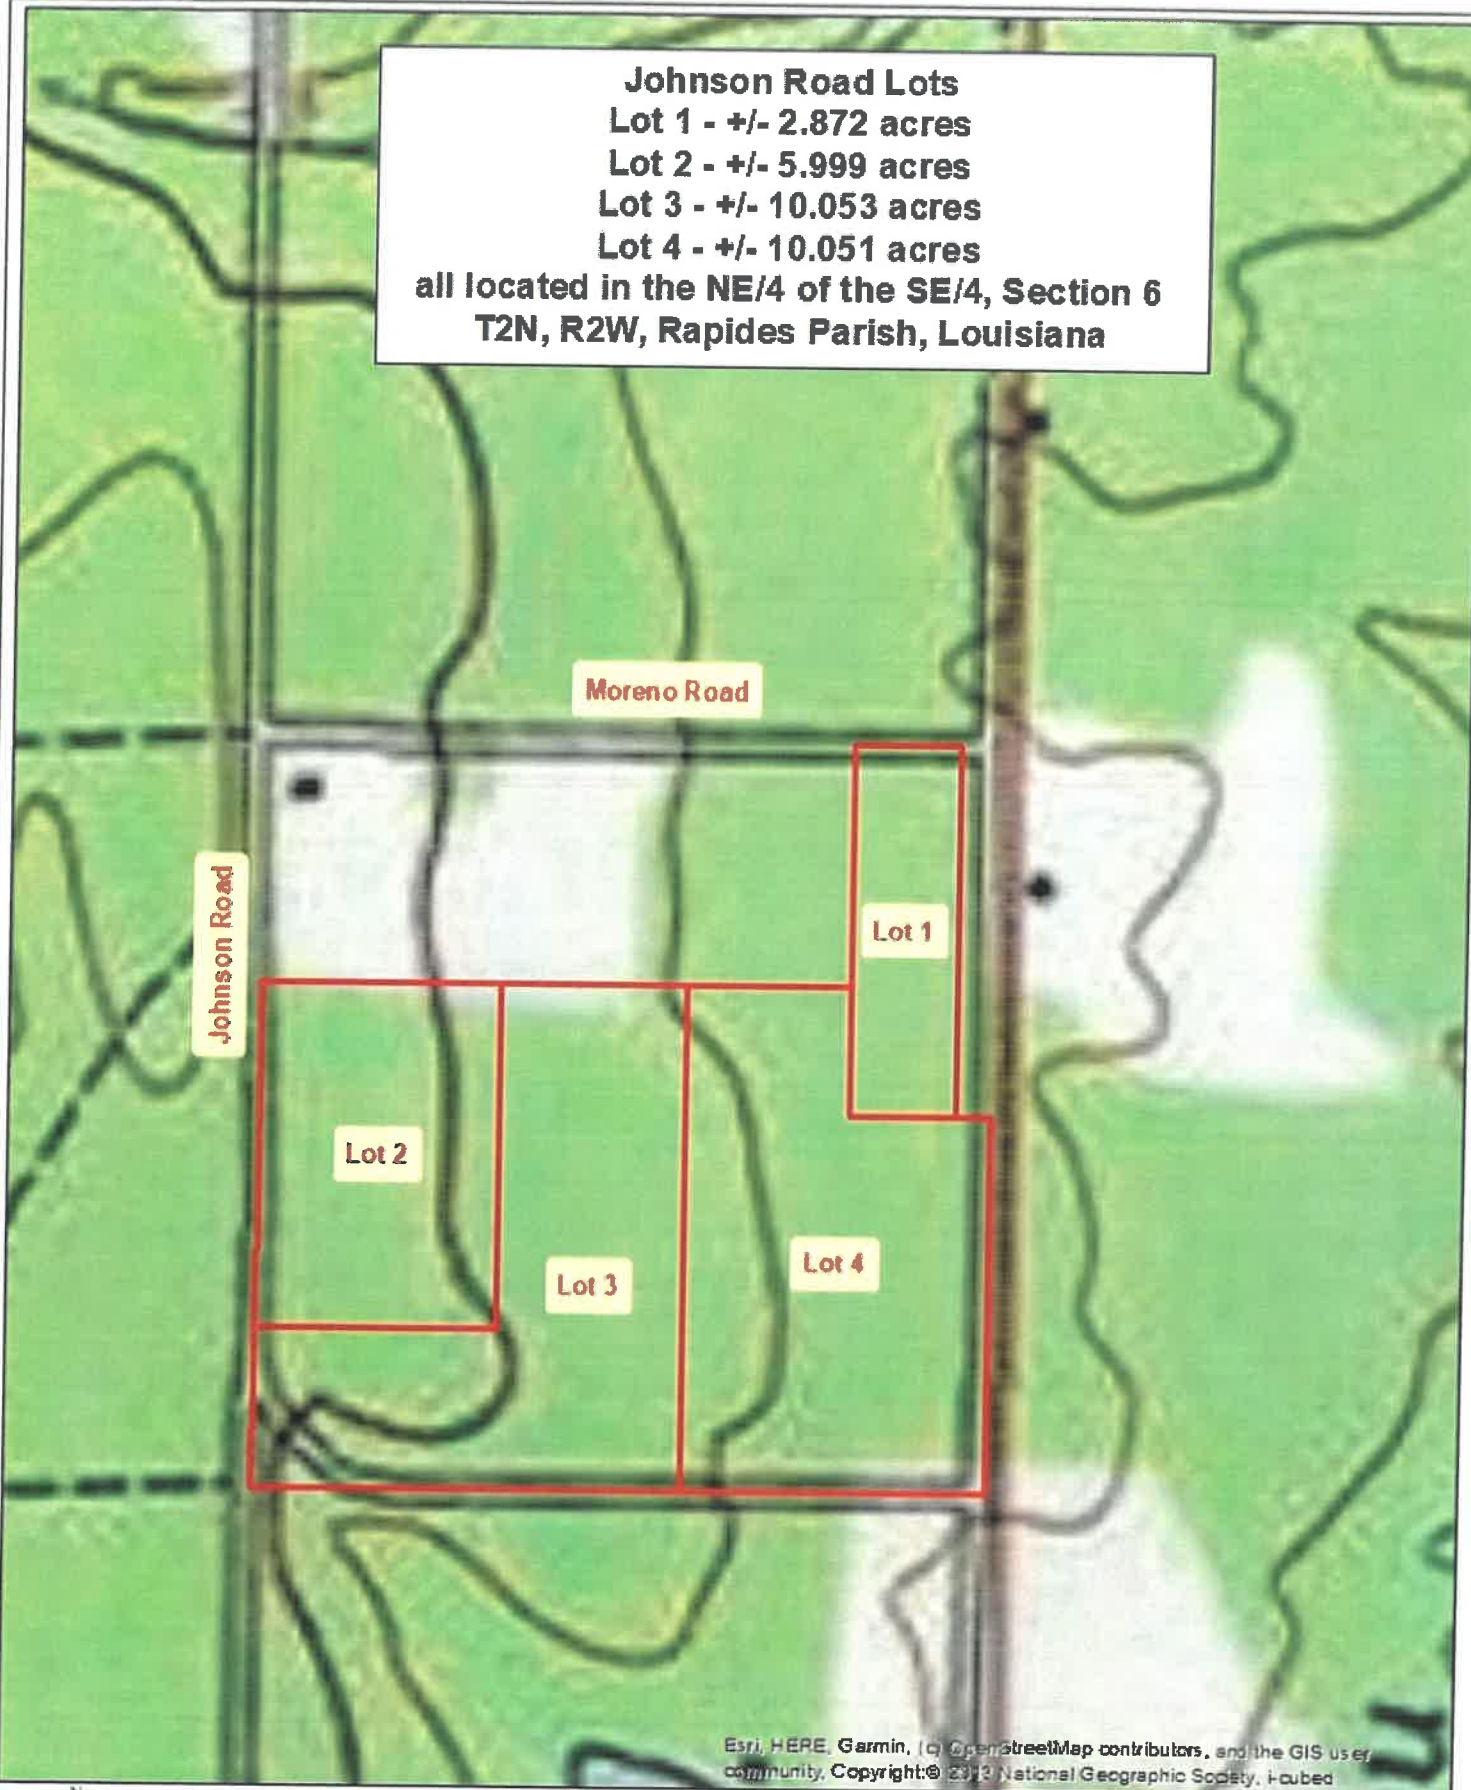 Johnson Road Lots
Lot 1 - +/- 2.872 acres
Lot 2 - +/- 5.999 acres
Lot 3 - +/- 10.053 acres
Lot 4 - +/- 10.051 acres
all located in the NE/4 of the SE/4, Section 6
T2N, R2W, Rapides Parish, Louisiana
Moreno Road
Johnson Road
Lot 1
Lot 2
Lot 3
Lot 4
Esri, HERE, Garmin, (c) OpenStreetMap contributors, and the GIS user
community, Copyright:© 2013 National Geographic Society, i-cubed